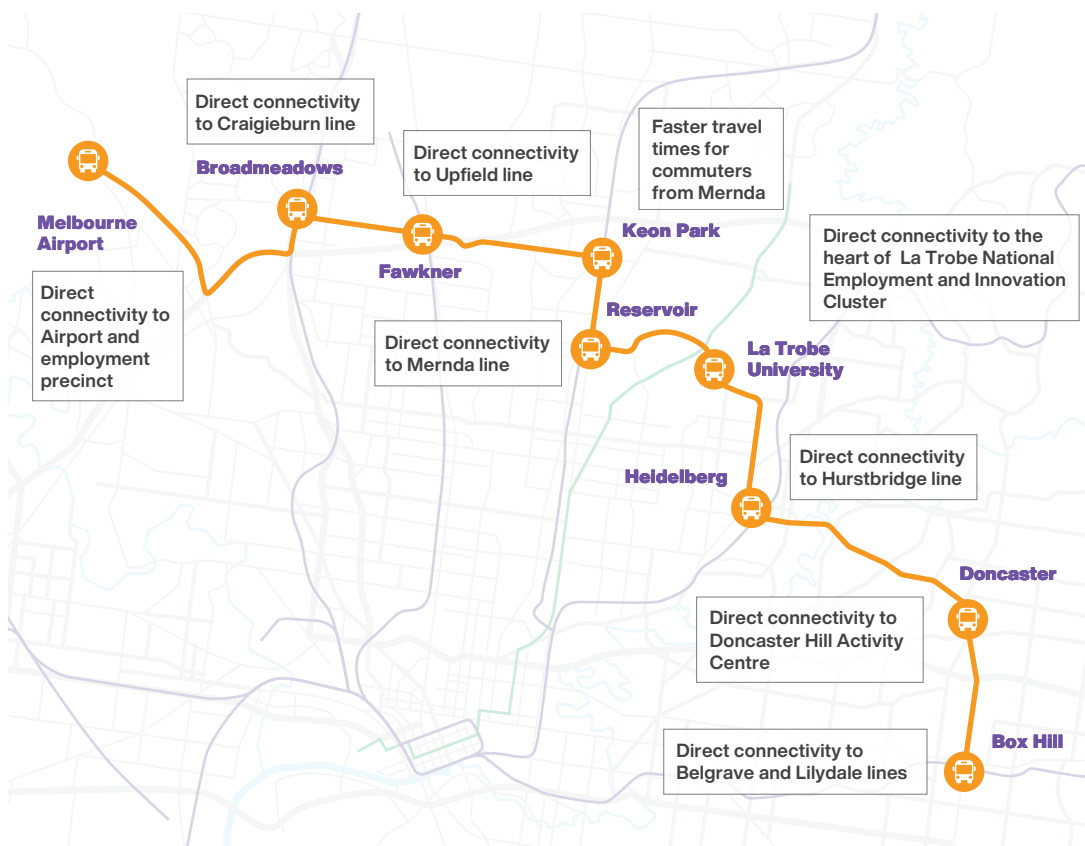 Direct connectivity
to Craigieburn line
Broadmeadows
Direct connectivity
to Upfield line
Faster travel
times for
commuters
from Mernda
Melbourne
Airport
Fawkner
Keon Park
Direct connectivity to the
heart of La Trobe National
Employment and Innovation
Cluster
Direct
connectivity to
Airport and
employment
precinct
Reservoir
Direct connectivity
to Mernda line
La Trobe
University
Heidelberg
Direct connectivity
to Hurstbridge line
Doncaster
Direct connectivity to
Doncaster Hill Activity
Centre
Box Hill
Direct connectivity to
Belgrave and Lilydale lines